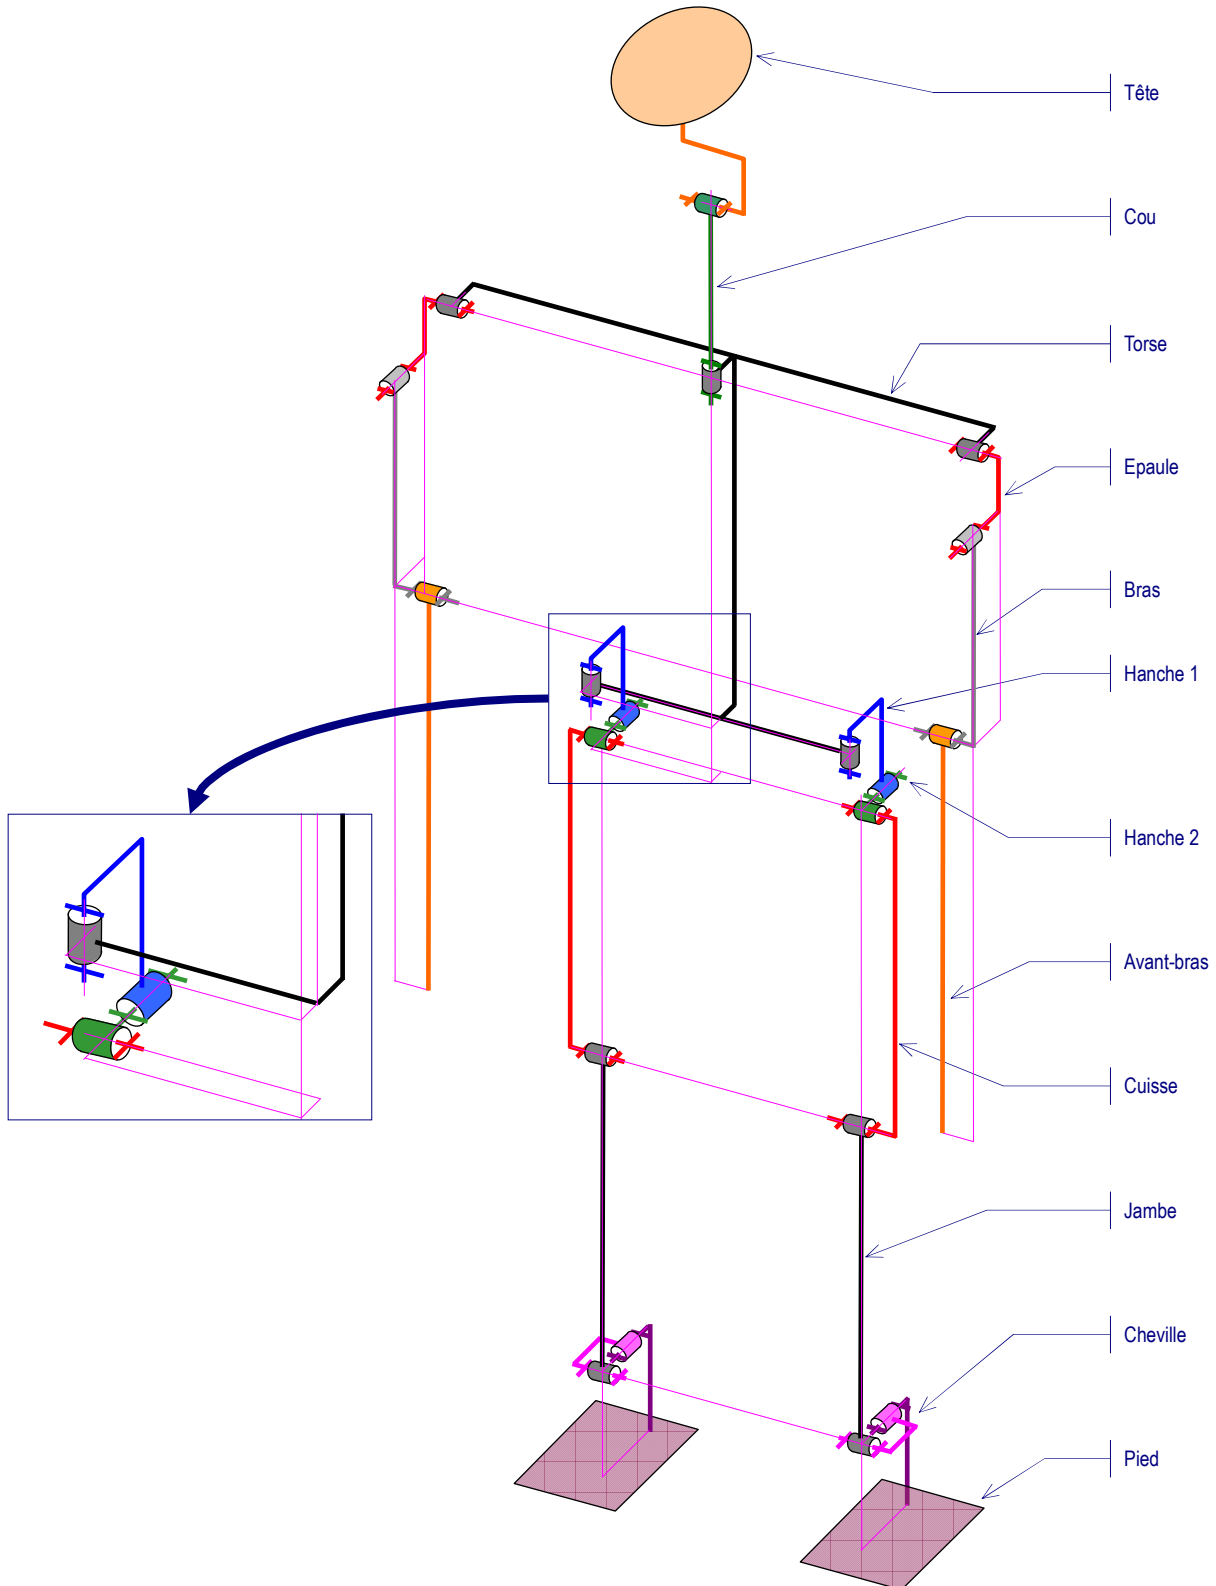 Tête
Cou
Torse
Epaule
Bras
Hanche 1
Hanche 2
Avant-bras
Cuisse
Jambe
Cheville
Pied